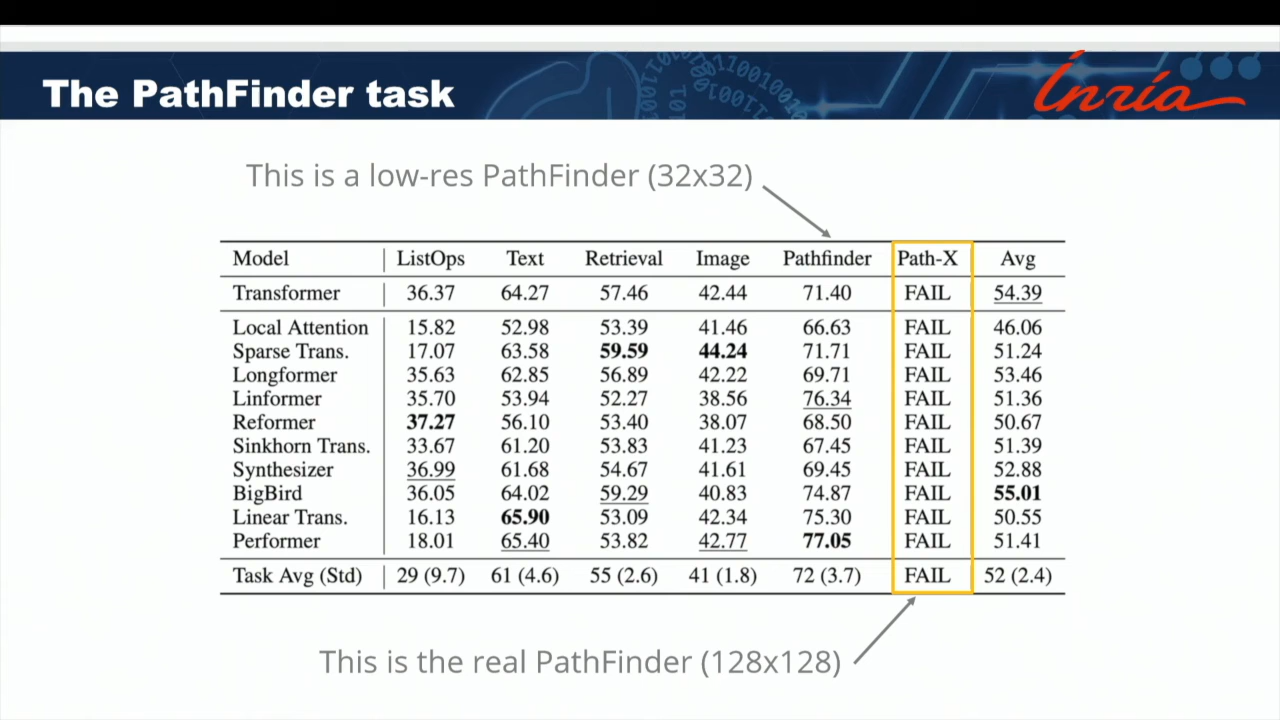 The PathFinder task
Inria
This is a low-res PathFinder (32x32)
Model ListOps Text Retrieval Image Pathfinder Path-X Avg
Transformer 36.37 64.27 57.46 42.44 71.40 FAIL 54.39
Local Attention 15.82 52.98 53.39 41.46 66.63 FAIL 46.06
Sparse Trans. 17.07 63.58 59.59 44.24 71.71 FAIL 51.24
Longformer 35.63 62.85 56.89 42.22 69.71 FAIL 53.46
Linformer 35.70 53.94 52.27 38.56 76.34 FAIL 51.36
Reformer 37.27 56.10 53.40 38.07 68.50 FAIL 50.67
Sinkhorn Trans. 33.67 61.20 53.83 41.23 67.45 FAIL 51.39
Synthesizer 36.99 61.68 54.67 41.61 69.45 FAIL 52.88
BigBird 36.05 64.02 59.29 40.83 74.87 FAIL 55.01
Linear Trans. 16.13 65.90 53.09 42.34 75.30 FAIL 50.55
Performer 18.01 65.40 53.82 42.77 77.05 FAIL 51.41
Task Avg (Std) 29 (9.7) 61 (4.6) 55 (2.6) 41 (1.8) 72 (3.7) FAIL 52 (2.4)
This is the real PathFinder (128x128)